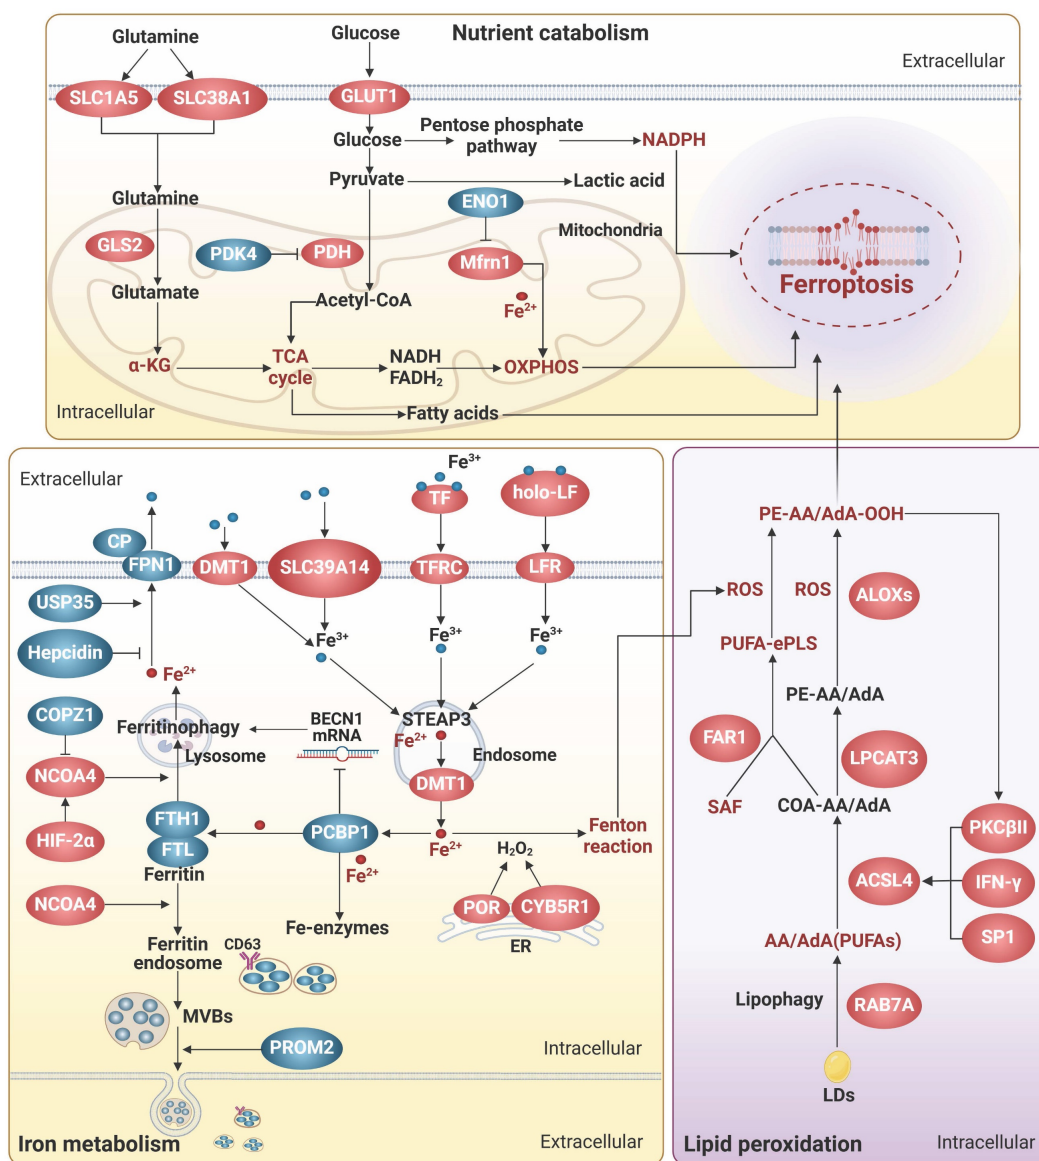 Nutrient catabolism
Extracellular
Glutamine
Glucose
SLC1A5
SLC38A1
GLUT1
Glucose
Pentose phosphate
pathway
NADPH
Pyruvate
Lactic acid
Glutamine
ENO1
Mitochondria
GLS2
PDK4
PDH
Mfrn1
Ferroptosis
Glutamate
Acetyl-CoA
Fe²⁺
α-KG
TCA
cycle
NADH
FADH₂
OXPHOS
Intracellular
Fatty acids
Extracellular
Fe³⁺
TF
holo-LF
CP
FPN1
DMT1
SLC39A14
TFRC
LFR
USP35
Hepcidin
Fe³⁺
Fe³⁺
Fe³⁺
Fe²⁺
COPZ1
Ferritinophagy
Lysosome
BECN1
mRNA
STEAP3
Fe²⁺
Endosome
NCOA4
DMT1
HIF-2α
FTH1
FTL
Ferritin
PCBP1
Fe²⁺
Fe²⁺
Fenton
reaction
H₂O₂
NCOA4
POR
CYB5R1
ER
Fe-enzymes
Ferritin
endosome
CD63
MVBs
PROM2
Intracellular
Iron metabolism
Extracellular
PE-AA/AdA-OOH
ROS
ROS
ALOXs
PUFA-ePLS
PE-AA/AdA
FAR1
LPCAT3
SAF
COA-AA/AdA
PKCβII
ACSL4
IFN-γ
SP1
AA/AdA(PUFAs)
Lipophagy
RAB7A
LDs
Lipid peroxidation
Intracellular